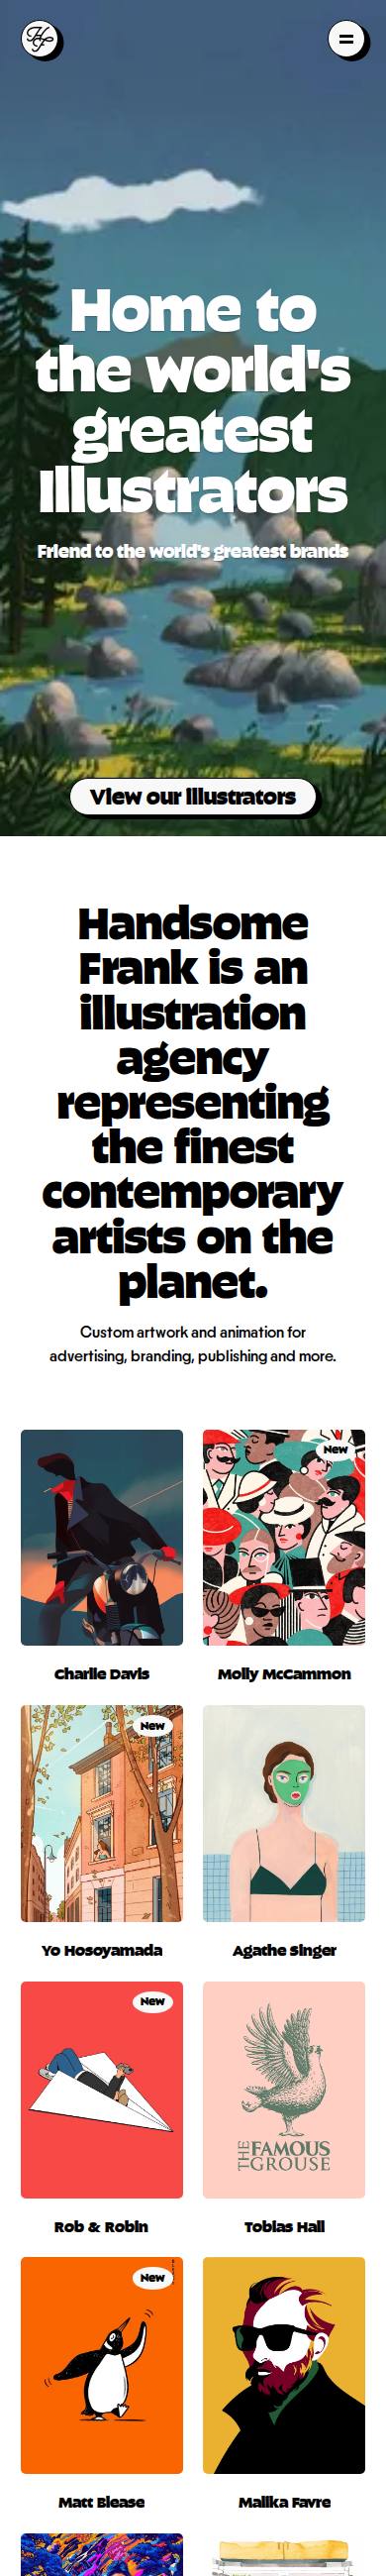 HF
Home to
the world's
greatest
Illustrators
Friend to the world's greatest brands
View our illustrators
Handsome
Frank is an
illustration
agency
representing
the finest
contemporary
artists on the
planet.
Custom artwork and animation for
advertising, branding, publishing and more.
New
Charlie Davis
Molly McCammon
New
Yo Hosoyamada
Agathe Singer
New
THE FAMOUS
GROUSE
Rob & Robin
Tobias Hall
New
Matt Blease
Malika Favre